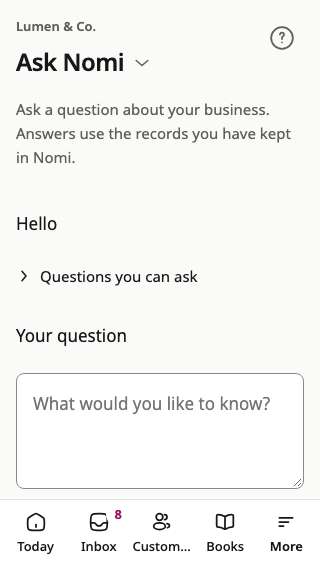 Lumen & Co.
Ask Nomi
Ask a question about your business.
Answers use the records you have kept
in Nomi.
Hello
Questions you can ask
Your question
What would you like to know?
8
Today
Inbox
Custom...
Books
More